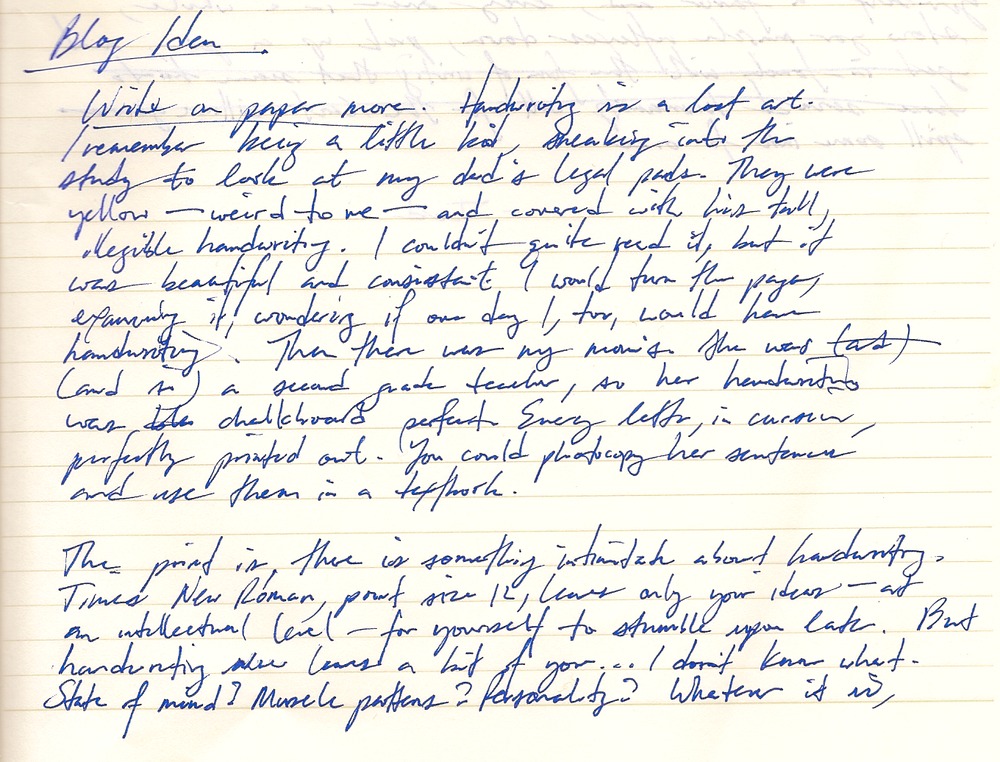 Blog Idea.
Write on paper more. Handwriting is a lost art.
I remember being a little kid, sneaking into the
study to look at my dad's legal pads. They were
yellow — weird to me — and covered with his tall,
illegible handwriting. I couldn't quite read it, but it
was beautiful and consistant. I would turn the pages,
examining it, wondering if one day I, too, would have
handwriting. Then there was my mom's. She was
(and is) a second grade teacher, so her handwriting
was chalkboard perfect. Every letter, in cursive,
perfectly printed out. You could photocopy her sentences
and use them in a textbook.
The point is, there is something intimate about handwriting.
Times New Roman, point size 12, leaves only your ideas — at
an intellectual level — for yourself to stumble upon later. But
handwriting leaves a bit of you... I don't know what.
State of mind? Muscle patterns? Personality? Whatever it is,